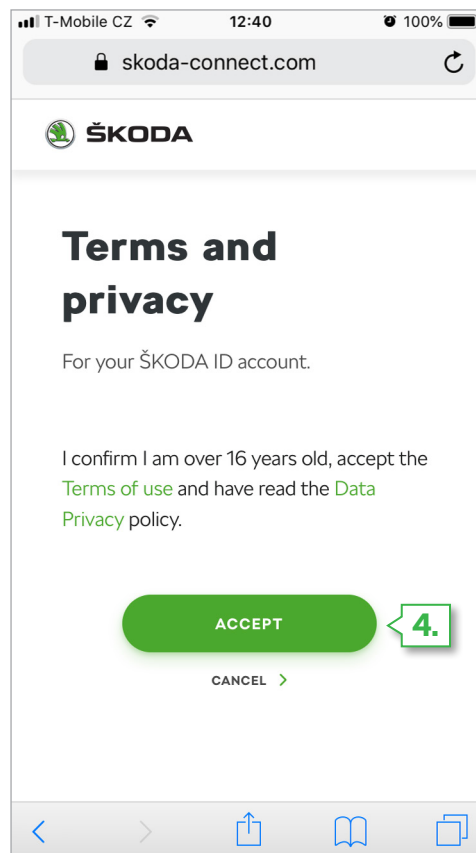 T-Mobile CZ 12:40 100%
skoda-connect.com
ŠKODA
Terms and
privacy
For your ŠKODA ID account.
I confirm I am over 16 years old, accept the
Terms of use and have read the Data
Privacy policy.
ACCEPT
4.
CANCEL